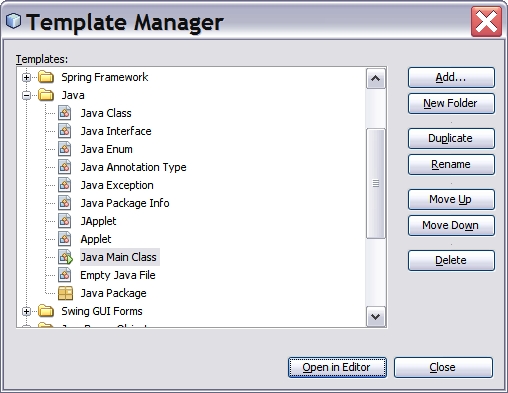 Template Manager
Templates:
Spring Framework
Java
Java Class
Java Interface
Java Enum
Java Annotation Type
Java Exception
Java Package Info
JApplet
Applet
Java Main Class
Empty Java File
Java Package
Swing GUI Forms
Add...
New Folder
Duplicate
Rename
Move Up
Move Down
Delete
Open in Editor
Close